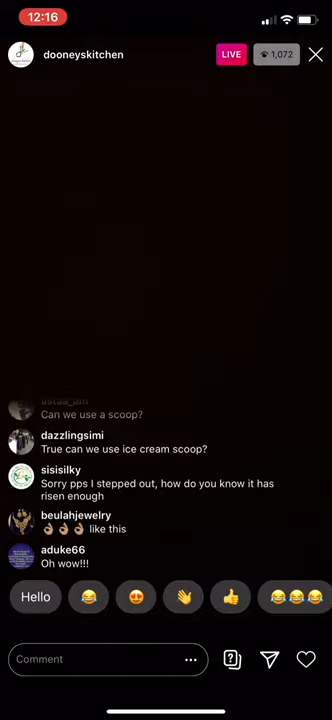 12:16
dooneyskitchen
LIVE
1,072
astaa_am
Can we use a scoop?
dazzlingsimi
True can we use ice cream scoop?
sisisilky
Sorry pps I stepped out, how do you know it has
risen enough
beulahjewelry
👌🏽👌🏽👌🏽 like this
aduke66
Oh wow!!!
Hello 😂 😍 👋 👍 😂😂😂
Comment